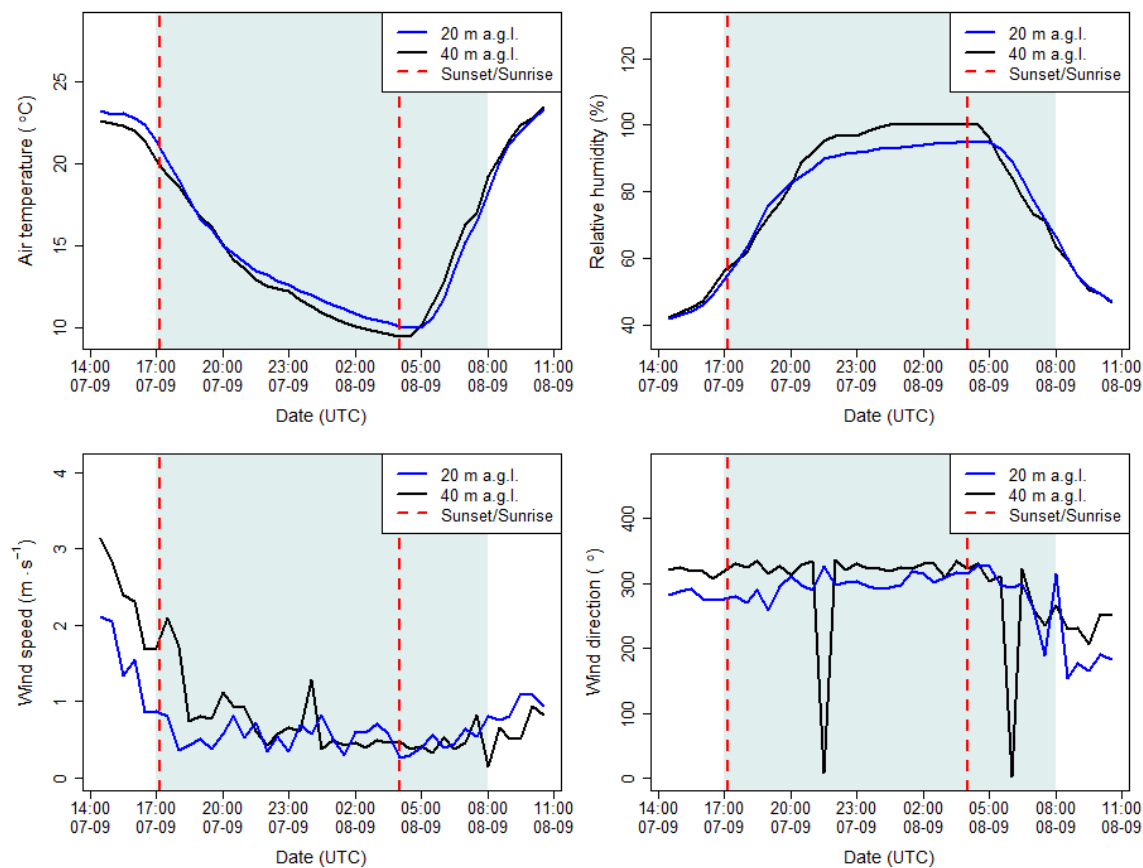 Air temperature ( °C)
10 15 20 25
20 m a.g.l.
40 m a.g.l.
Sunset/Sunrise
14:00 17:00 20:00 23:00 02:00 05:00 08:00 11:00
07-09 07-09 07-09 07-09 08-09 08-09 08-09 08-09
Date (UTC)
Relative humidity (%)
40 60 80 100 120
20 m a.g.l.
40 m a.g.l.
Sunset/Sunrise
14:00 17:00 20:00 23:00 02:00 05:00 08:00 11:00
07-09 07-09 07-09 07-09 08-09 08-09 08-09 08-09
Date (UTC)
Wind speed (m · s⁻¹)
0 1 2 3 4
20 m a.g.l.
40 m a.g.l.
Sunset/Sunrise
14:00 17:00 20:00 23:00 02:00 05:00 08:00 11:00
07-09 07-09 07-09 07-09 08-09 08-09 08-09 08-09
Date (UTC)
Wind direction ( °)
0 100 200 300 400
20 m a.g.l.
40 m a.g.l.
Sunset/Sunrise
14:00 17:00 20:00 23:00 02:00 05:00 08:00 11:00
07-09 07-09 07-09 07-09 08-09 08-09 08-09 08-09
Date (UTC)